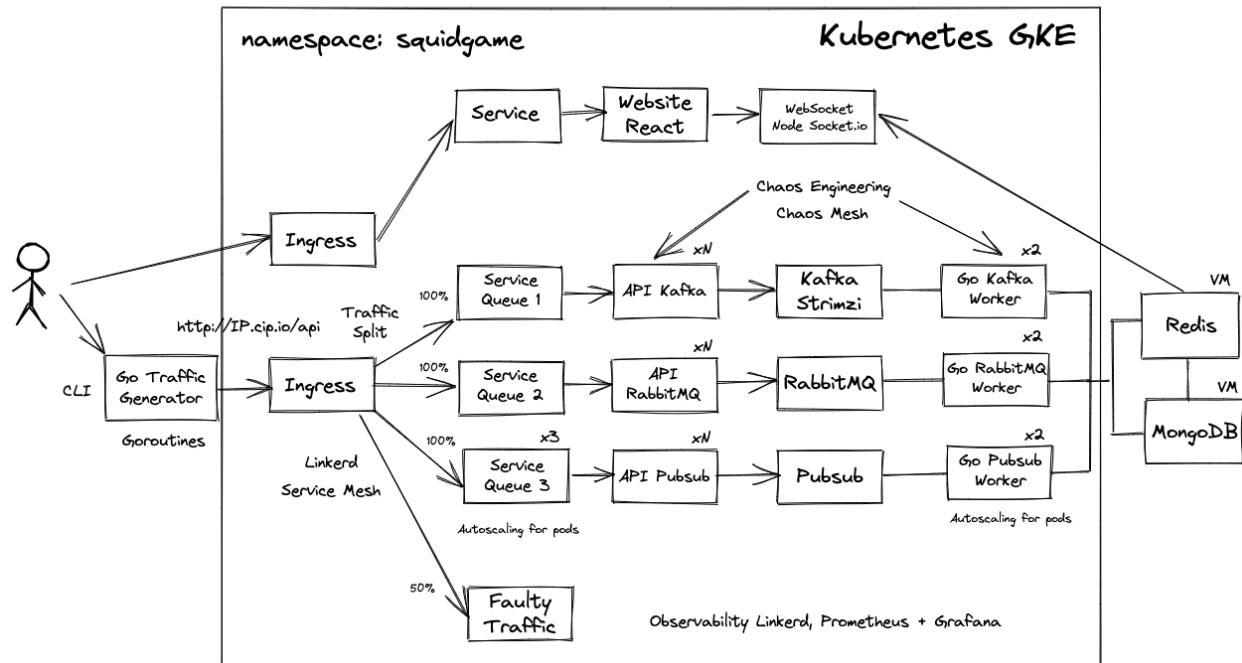 namespace: squidgame
Kubernetes GKE
Service
Website
React
WebSocket
Node Socket.io
Chaos Engineering
Chaos Mesh
Ingress
xN
x2
VM
100%
Service
Queue 1
API Kafka
Kafka
Strimzi
Go Kafka
Worker
Redis
http://IP.cip.io/api
Traffic
Split
CLI
Go Traffic
Generator
Goroutines
Ingress
100%
Service
Queue 2
xN
API
RabbitMQ
RabbitMQ
x2
Go RabbitMQ
Worker
VM
MongoDB
Linkerd
Service Mesh
100%
x3
Service
Queue 3
xN
API Pubsub
Pubsub
x2
Go Pubsub
Worker
Autoscaling for pods
Autoscaling for pods
50%
Faulty
Traffic
Observability Linkerd, Prometheus + Grafana